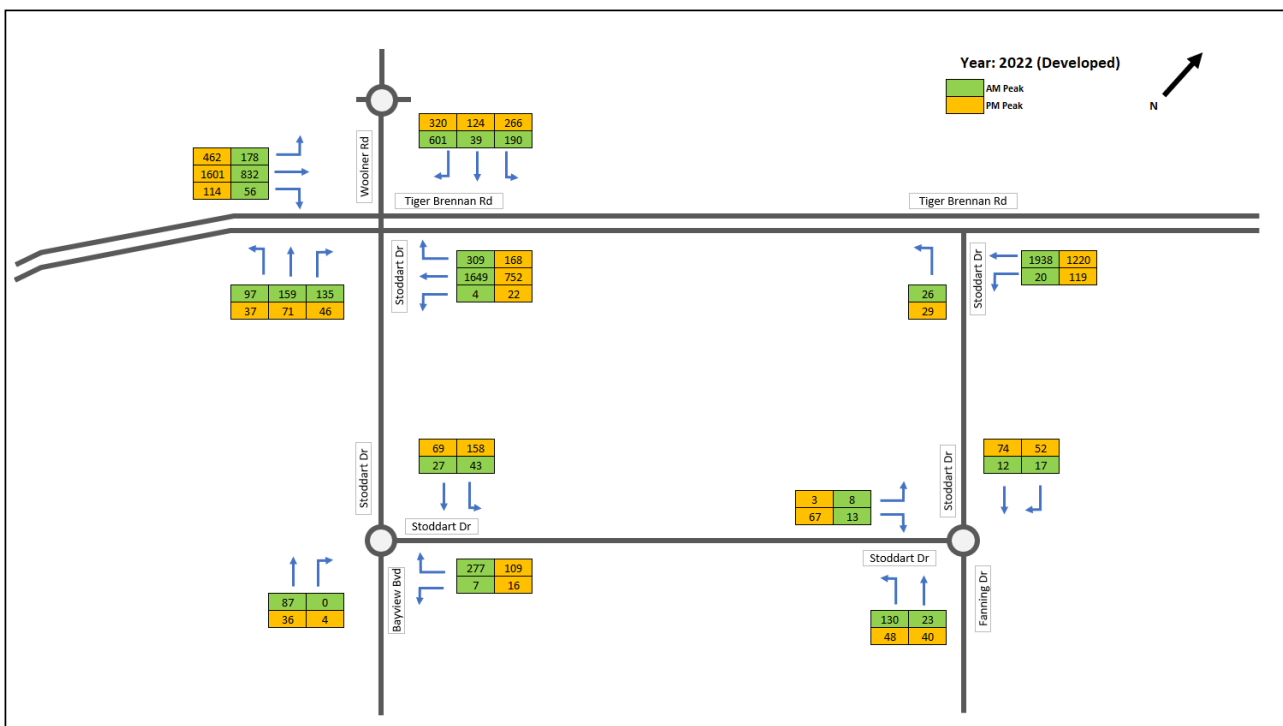 Year: 2022 (Developed)
AM Peak
PM Peak
N
Woolner Rd
320 124 266
601 39 190
462 178
1601 832
114 56
Tiger Brennan Rd
Tiger Brennan Rd
97 159 135
37 71 46
Stoddart Dr
309 168
1649 752
4 22
26
29
Stoddart Dr
1938 1220
20 119
Stoddart Dr
69 158
27 43
Stoddart Dr
74 52
12 17
3 8
67 13
Stoddart Dr
Stoddart Dr
87 0
36 4
Bayview Bvd
277 109
7 16
130 23
48 40
Fanning Dr